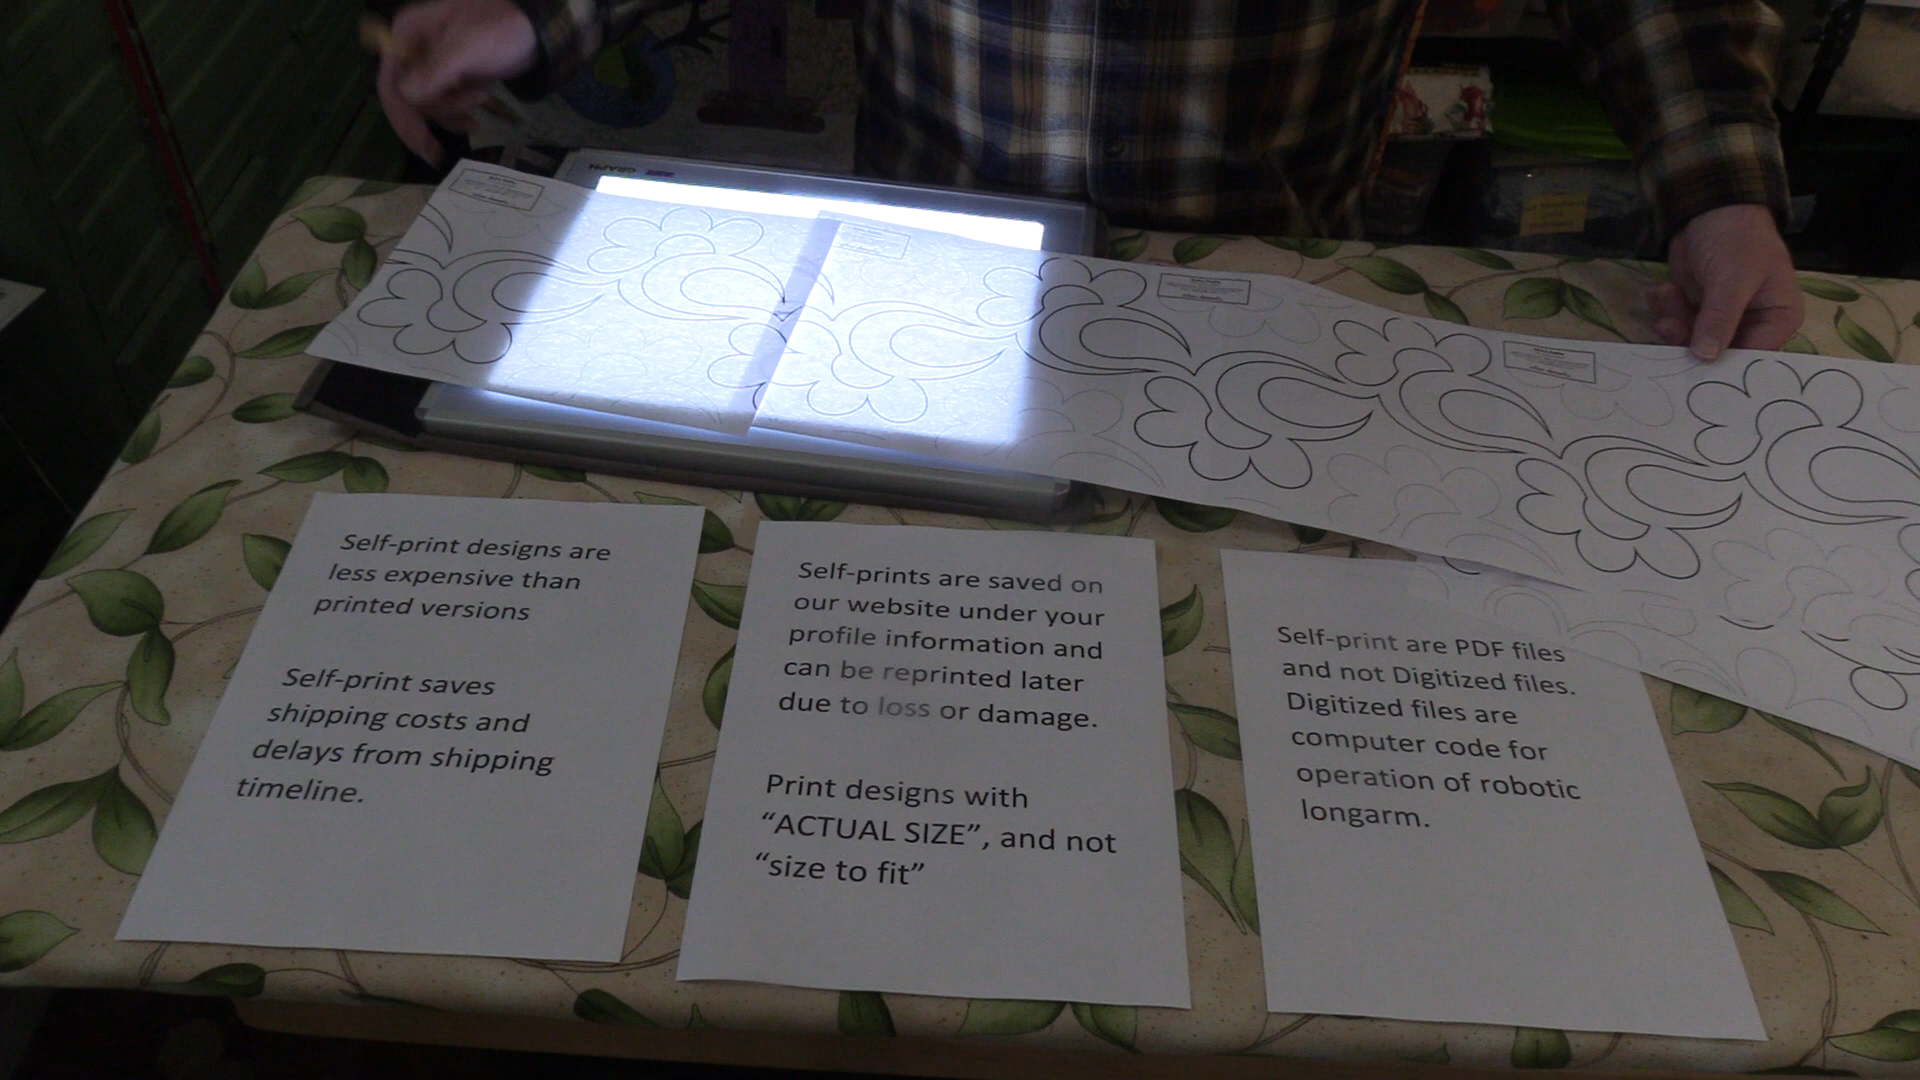 Self-print designs are
less expensive than
printed versions
Self-print saves
shipping costs and
delays from shipping
timeline.
Self-prints are saved on
our website under your
profile information and
can be reprinted later
due to loss or damage.
Print designs with
“ACTUAL SIZE”, and not
“size to fit”
Self-print are PDF files
and not Digitized files.
Digitized files are
computer code for
operation of robotic
longarm.